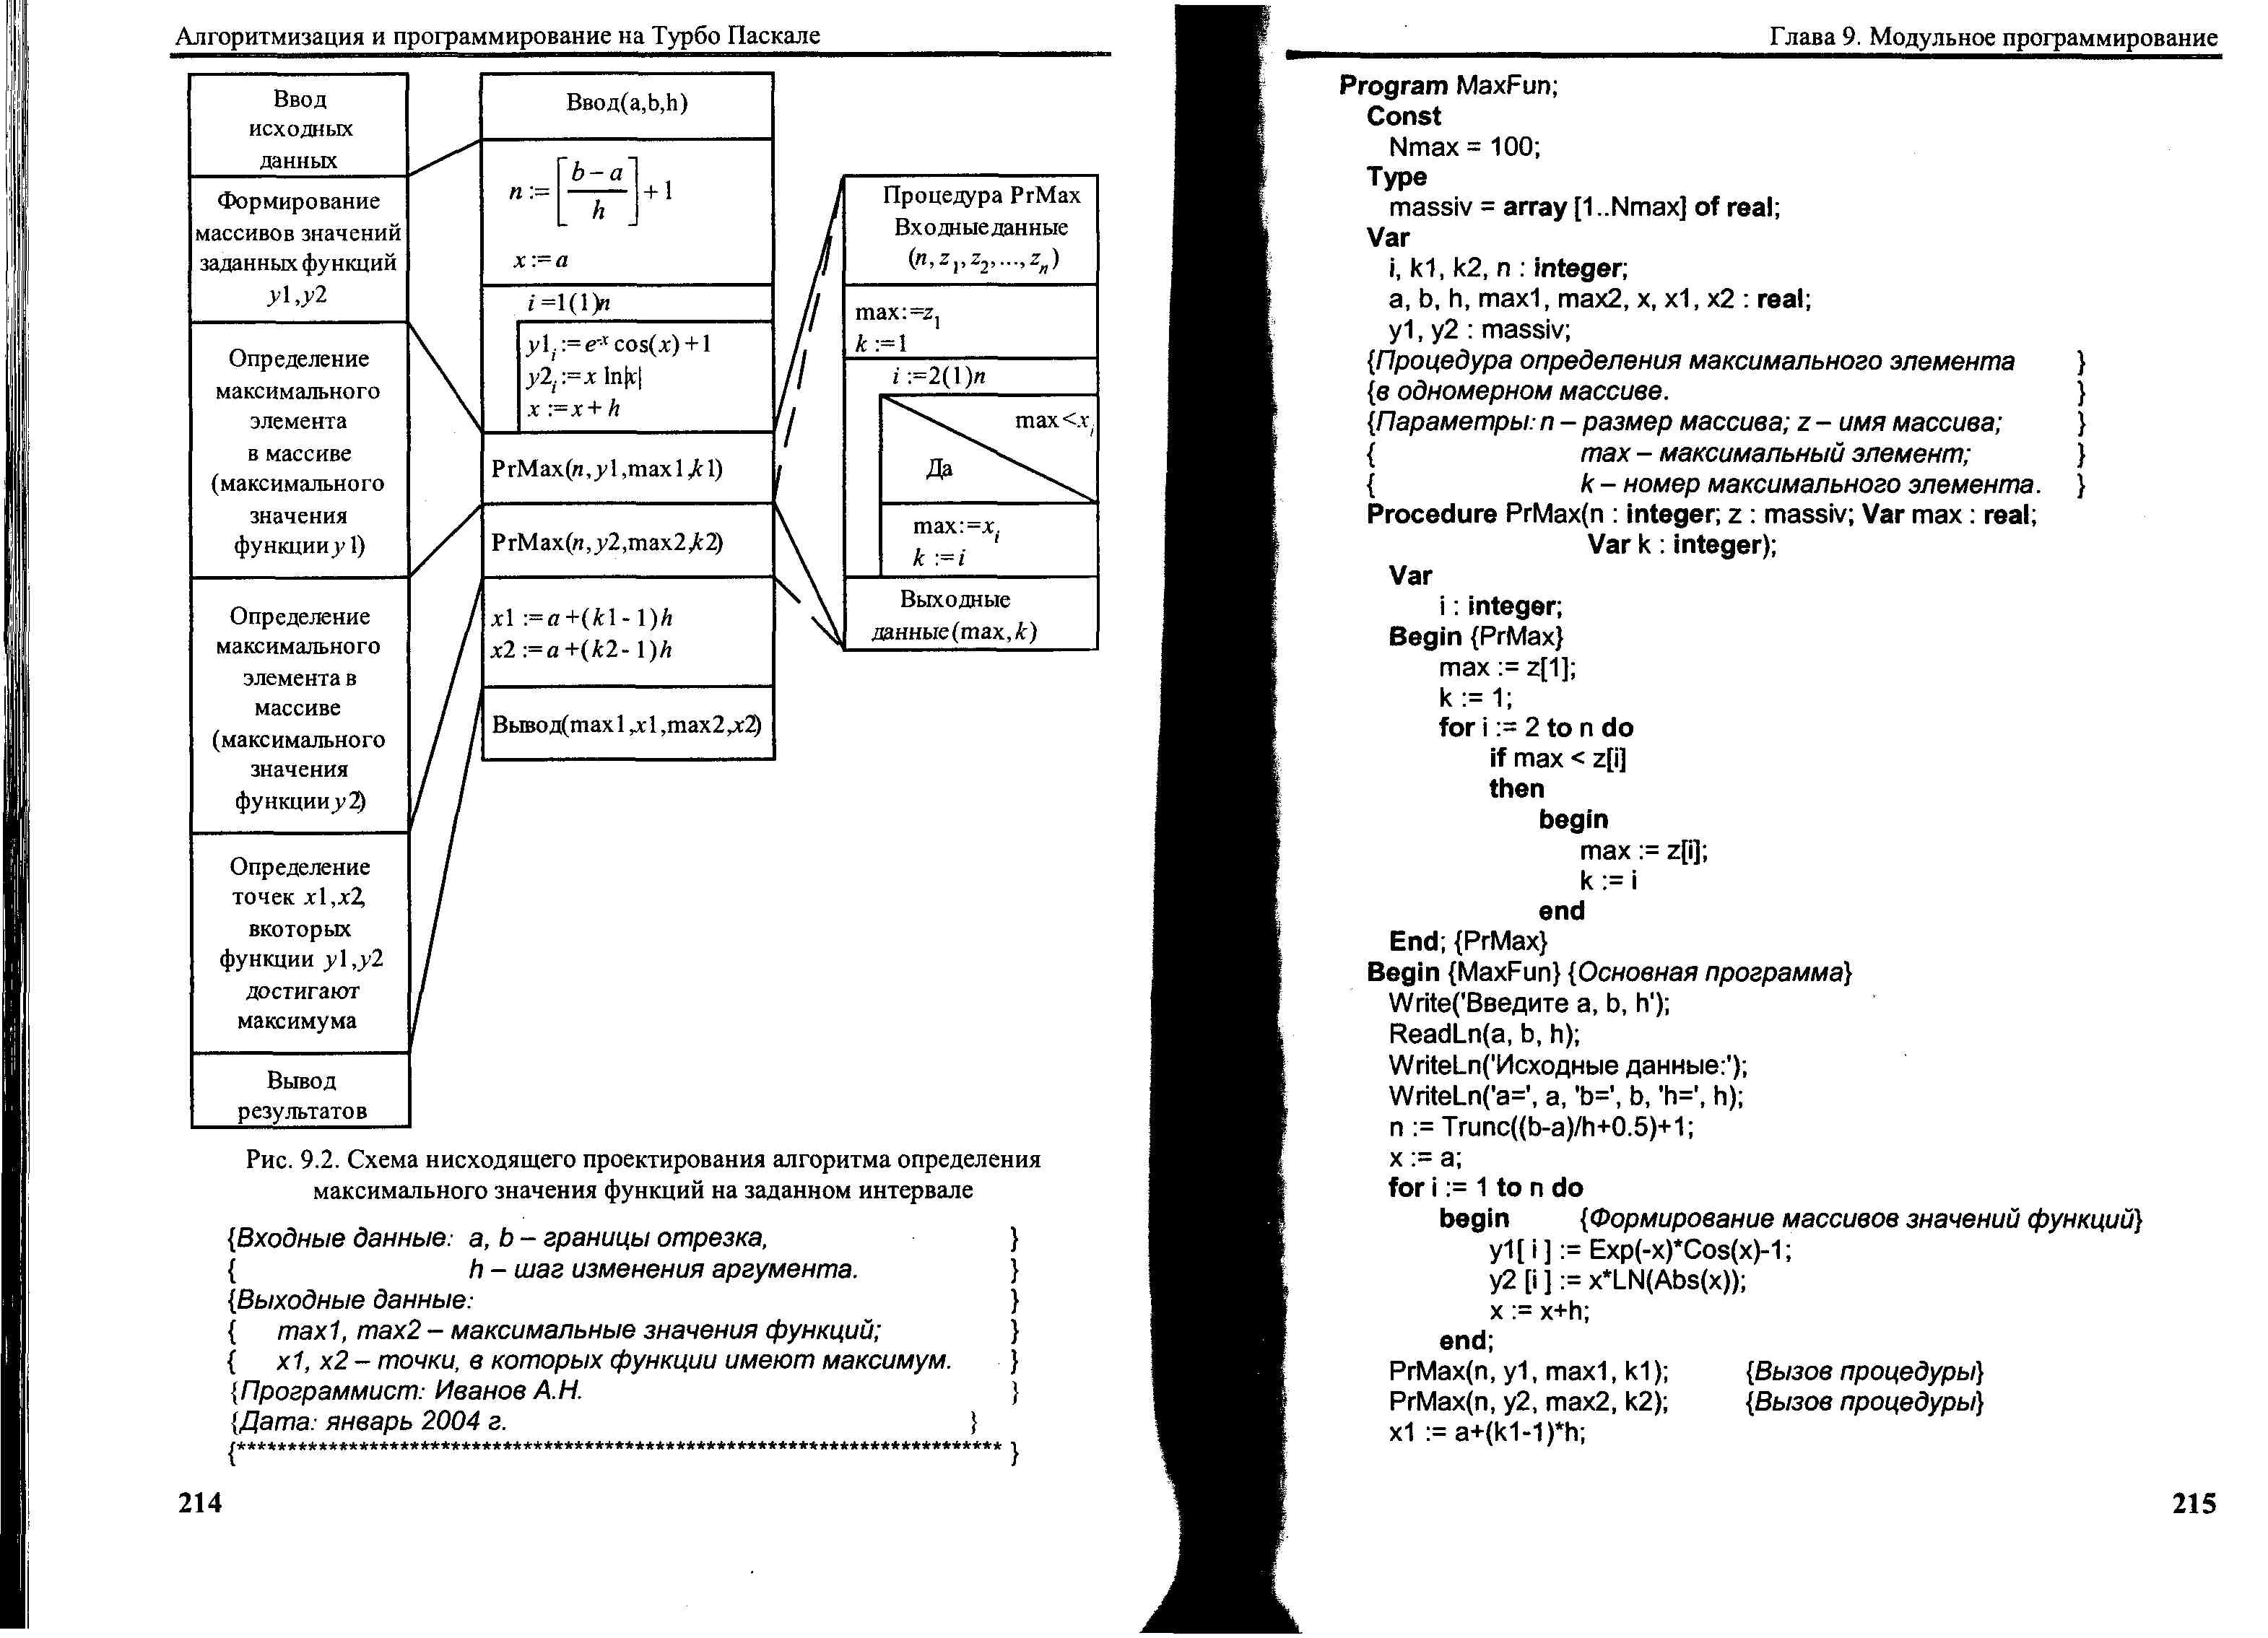 Алгоритмизация и программирование на Турбо Паскале
Ввод
исходных
данных
Формирование
массивов значений
заданных функций
y1,y2
Определение
максимального
элемента
в массиве
(максимального
значения
функции y1)
Определение
максимального
элемента в
массиве
(максимального
значения
функции y2)
Определение
точек x1,x2,
в которых
функции y1,y2
достигают
максимума
Вывод
результатов
Ввод(a,b,h)
n := [(b-a)/h] + 1
x := a
i =1(1)n
y1i := e-x cos(x) + 1
y2i := x ln|x|
x := x + h
PrMax(n,y1,max1,k1)
PrMax(n,y2,max2,k2)
x1 := a +(k1 - 1)h
x2 := a +(k2 - 1)h
Вывод(max1,x1,max2,x2)
Процедура PrMax
Входные данные
(n, z1, z2, ..., zn)
max:=z1
k := 1
i :=2(1)n
max<xi
Да
max:=xi
k := i
Выходные
данные(max,k)
Рис. 9.2. Схема нисходящего проектирования алгоритма определения
максимального значения функций на заданном интервале
{Входные данные: a, b – границы отрезка, }
{ h – шаг изменения аргумента. }
{Выходные данные: }
{ max1, max2 – максимальные значения функций; }
{ x1, x2 – точки, в которых функции имеют максимум. }
{Программист: Иванов А.Н. }
{Дата: январь 2004 г. }
{*****************************************************************************}
214
Глава 9. Модульное программирование
Program MaxFun;
Const
Nmax = 100;
Type
massiv = array [1..Nmax] of real;
Var
i, k1, k2, n : integer;
a, b, h, max1, max2, x, x1, x2 : real;
y1, y2 : massiv;
{Процедура определения максимального элемента }
{в одномерном массиве. }
{Параметры: n – размер массива; z – имя массива; }
{ max – максимальный элемент; }
{ k – номер максимального элемента. }
Procedure PrMax(n : integer; z : massiv; Var max : real;
Var k : integer);
Var
i : integer;
Begin {PrMax}
max := z[1];
k := 1;
for i := 2 to n do
if max < z[i]
then
begin
max := z[i];
k := i
end
End; {PrMax}
Begin {MaxFun} {Основная программа}
Write('Введите a, b, h');
ReadLn(a, b, h);
WriteLn('Исходные данные:');
WriteLn('a=', a, 'b=', b, 'h=', h);
n := Trunc((b-a)/h+0.5)+1;
x := a;
for i := 1 to n do
begin {Формирование массивов значений функций}
y1[ i ] := Exp(-x)*Cos(x)-1;
y2 [i ] := x*LN(Abs(x));
x := x+h;
end;
PrMax(n, y1, max1, k1); {Вызов процедуры}
PrMax(n, y2, max2, k2); {Вызов процедуры}
x1 := a+(k1-1)*h;
215